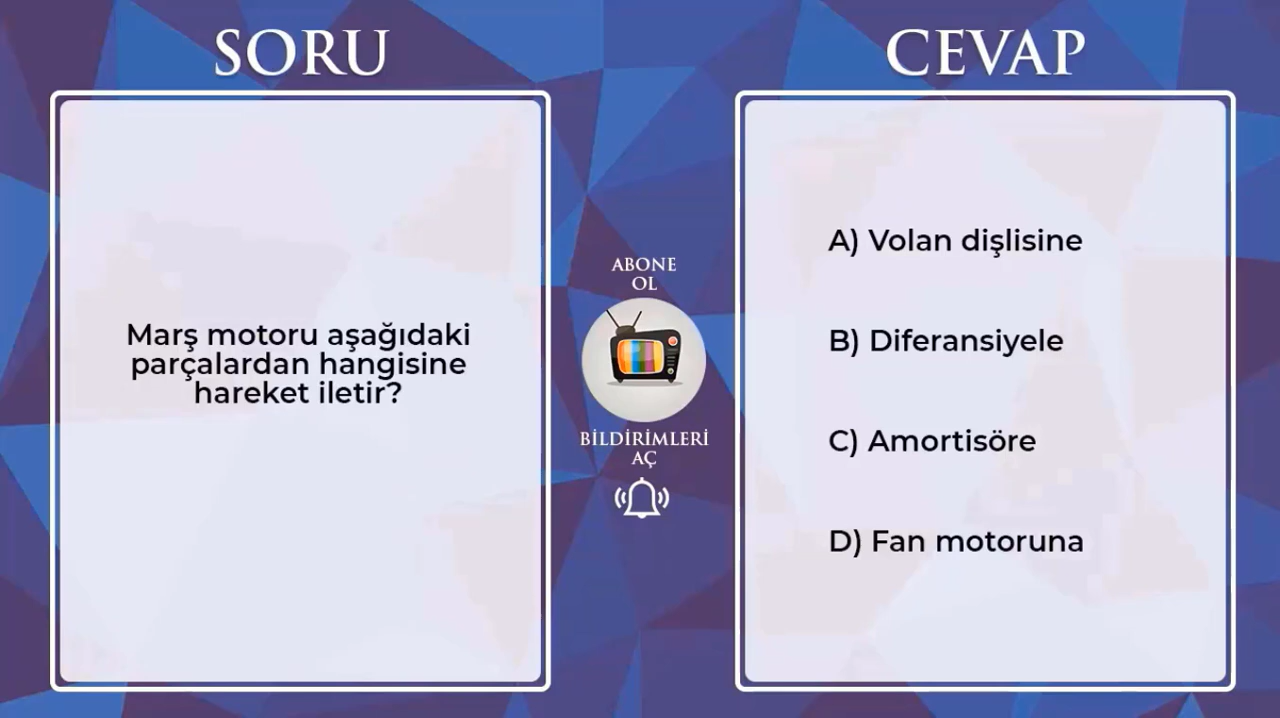 SORU
Marş motoru aşağıdaki
parçalardan hangisine
hareket iletir?
ABONE
OL
BİLDİRİMLERİ
AÇ
CEVAP
A) Volan dişlisine
B) Diferansiyele
C) Amortisöre
D) Fan motoruna